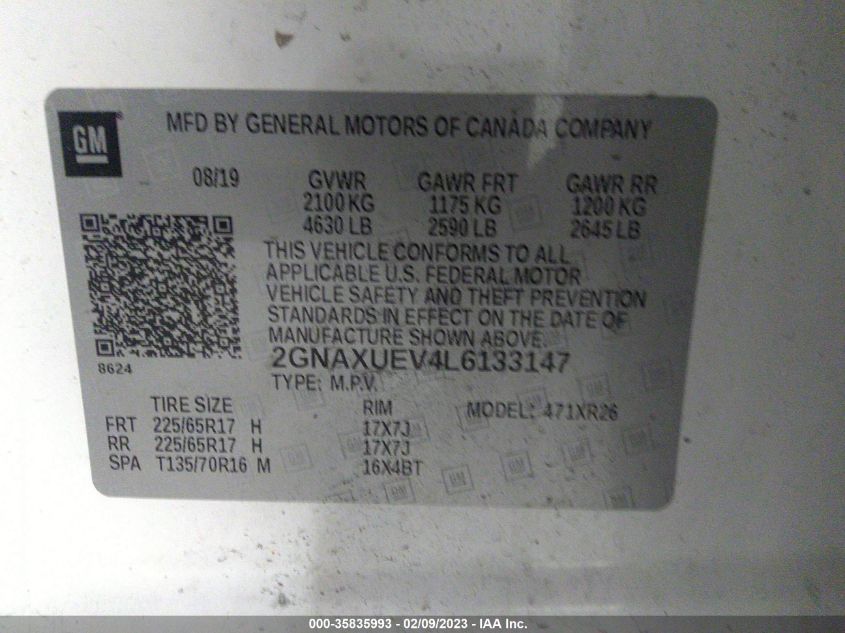 GM MFD BY GENERAL MOTORS OF CANADA COMPANY
08/19 GVWR GAWR FRT GAWR RR
2100 KG 1175 KG 1200 KG
4630 LB 2590 LB 2645 LB
THIS VEHICLE CONFORMS TO ALL
APPLICABLE U.S. FEDERAL MOTOR
VEHICLE SAFETY AND THEFT PREVENTION
STANDARDS IN EFFECT ON THE DATE OF
MANUFACTURE SHOWN ABOVE.
8624 2GNAXUEV4L6133147
TYPE: M.P.V.
TIRE SIZE RIM MODEL: 471XR26
FRT 225/65R17 H 17X7J
RR 225/65R17 H 17X7J
SPA T135/70R16 M 16X4BT
000-35835993 - 02/09/2023 - IAA Inc.